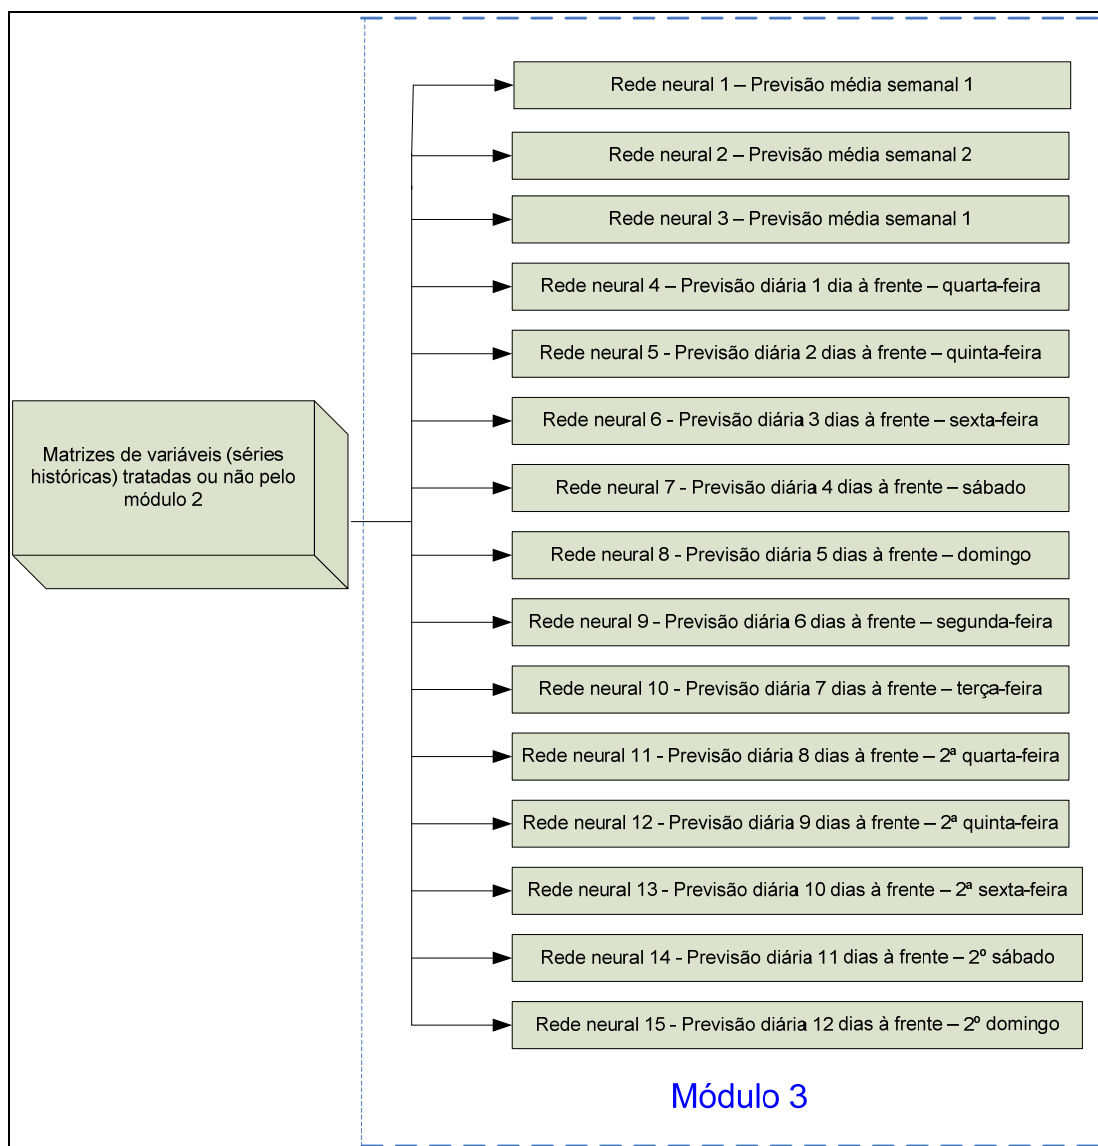 Rede neural 1 – Previsão média semanal 1
Rede neural 2 – Previsão média semanal 2
Rede neural 3 – Previsão média semanal 1
Rede neural 4 – Previsão diária 1 dia à frente – quarta-feira
Rede neural 5 - Previsão diária 2 dias à frente – quinta-feira
Rede neural 6 - Previsão diária 3 dias à frente – sexta-feira
Matrizes de variáveis (séries
históricas) tratadas ou não pelo
módulo 2
Rede neural 7 - Previsão diária 4 dias à frente – sábado
Rede neural 8 - Previsão diária 5 dias à frente – domingo
Rede neural 9 - Previsão diária 6 dias à frente – segunda-feira
Rede neural 10 - Previsão diária 7 dias à frente – terça-feira
Rede neural 11 - Previsão diária 8 dias à frente – 2ª quarta-feira
Rede neural 12 - Previsão diária 9 dias à frente – 2ª quinta-feira
Rede neural 13 - Previsão diária 10 dias à frente – 2ª sexta-feira
Rede neural 14 - Previsão diária 11 dias à frente – 2º sábado
Rede neural 15 - Previsão diária 12 dias à frente – 2º domingo
Módulo 3